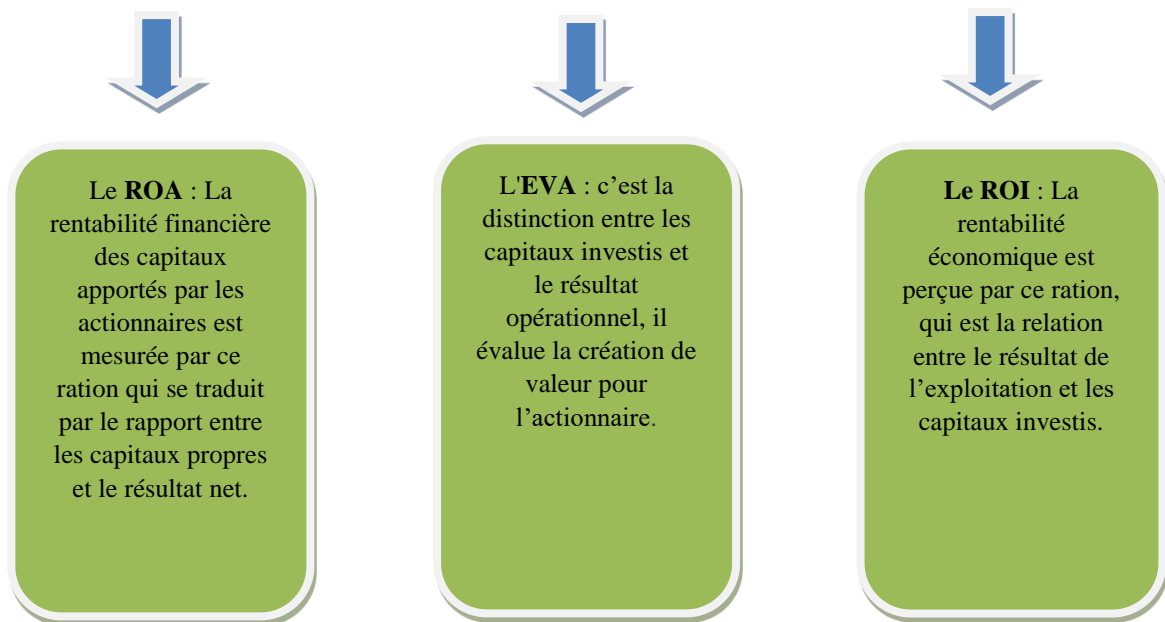 Le ROA : La
rentabilité financière
des capitaux
apportés par les
actionnaires est
mesurée par ce
ration qui se traduit
par le rapport entre
les capitaux propres
et le résultat net.
L'EVA : c’est la
distinction entre les
capitaux investis et
le résultat
opérationnel, il
évalue la création de
valeur pour
l’actionnaire.
Le ROI : La
rentabilité
économique est
perçue par ce ration,
qui est la relation
entre le résultat de
l’exploitation et les
capitaux investis.